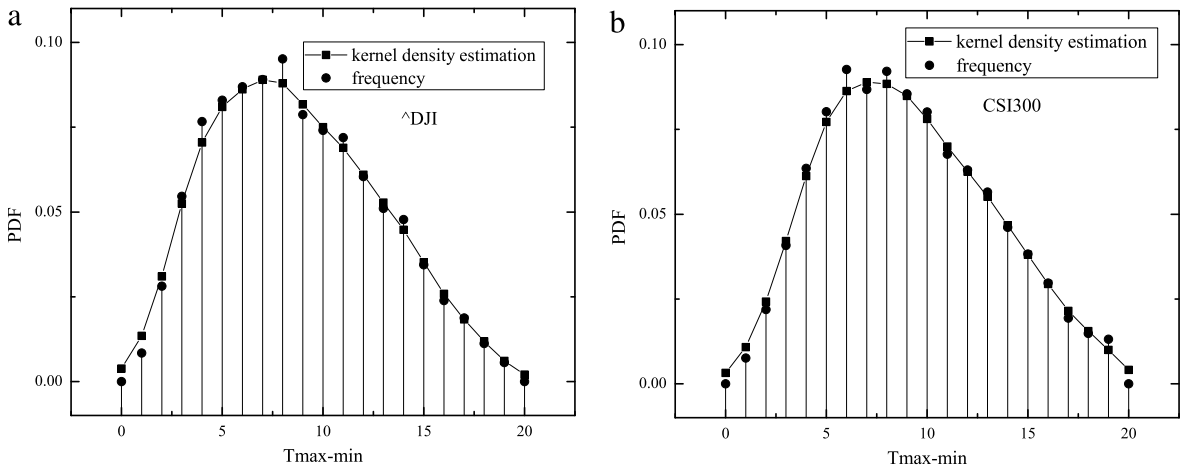 a
kernel density estimation
frequency
^DJI
0.10
0.05
0.00
PDF
0 5 10 15 20
Tmax-min
b
kernel density estimation
frequency
CSI300
0.10
0.05
0.00
PDF
0 5 10 15 20
Tmax-min